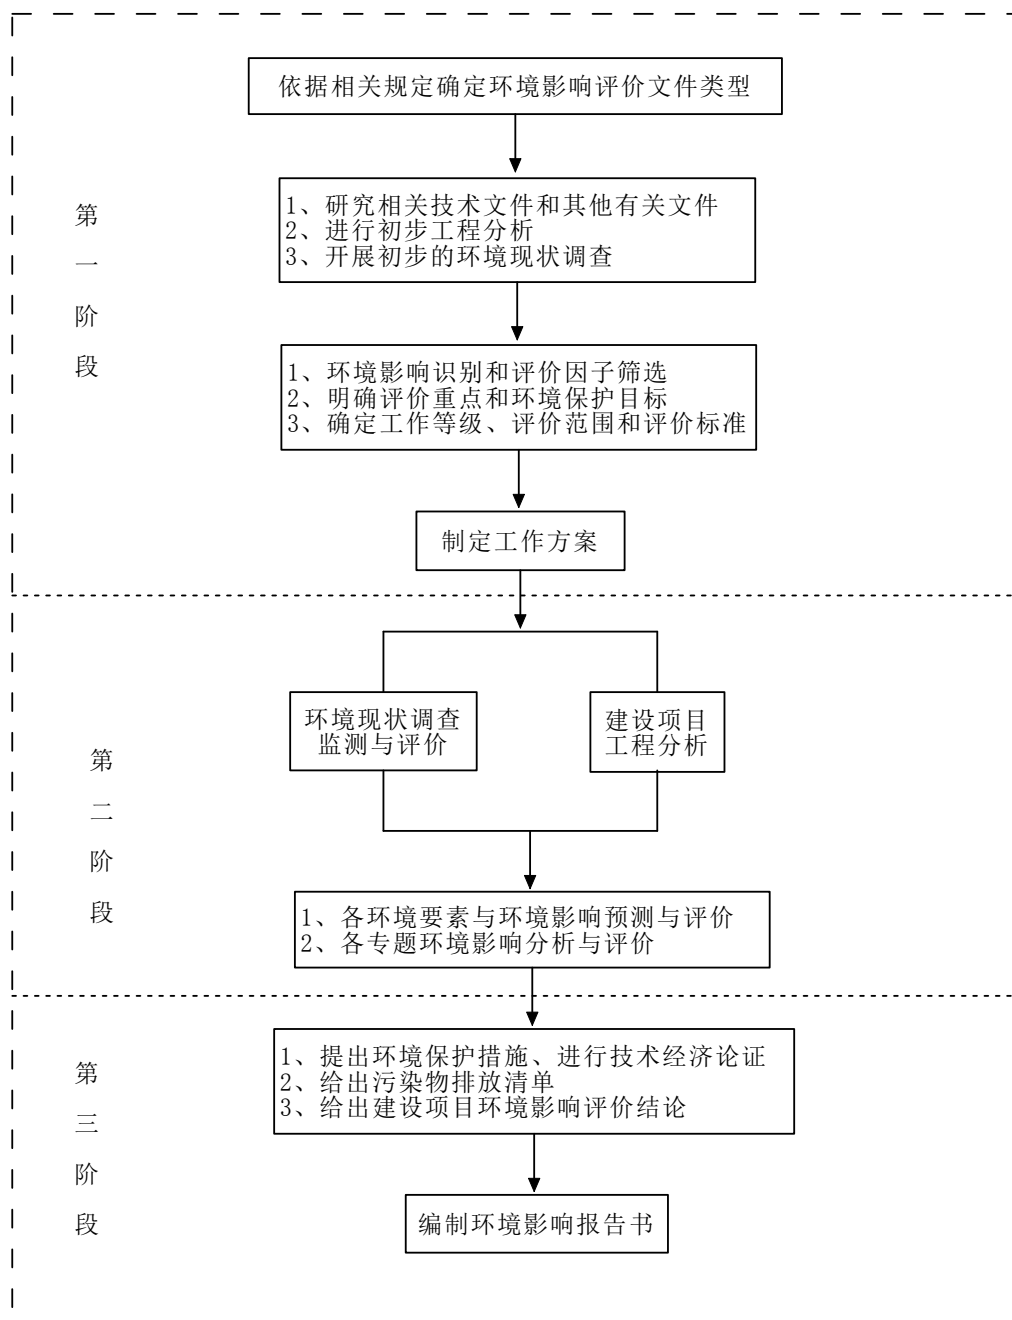 依据相关规定确定环境影响评价文件类型
1、研究相关技术文件和其他有关文件
2、进行初步工程分析
3、开展初步的环境现状调查
第
一
阶
段
1、环境影响识别和评价因子筛选
2、明确评价重点和环境保护目标
3、确定工作等级、评价范围和评价标准
制定工作方案
环境现状调查
监测与评价
建设项目
工程分析
第
二
阶
段
1、各环境要素与环境影响预测与评价
2、各专题环境影响分析与评价
1、提出环境保护措施、进行技术经济论证
2、给出污染物排放清单
3、给出建设项目环境影响评价结论
第
三
阶
段
编制环境影响报告书